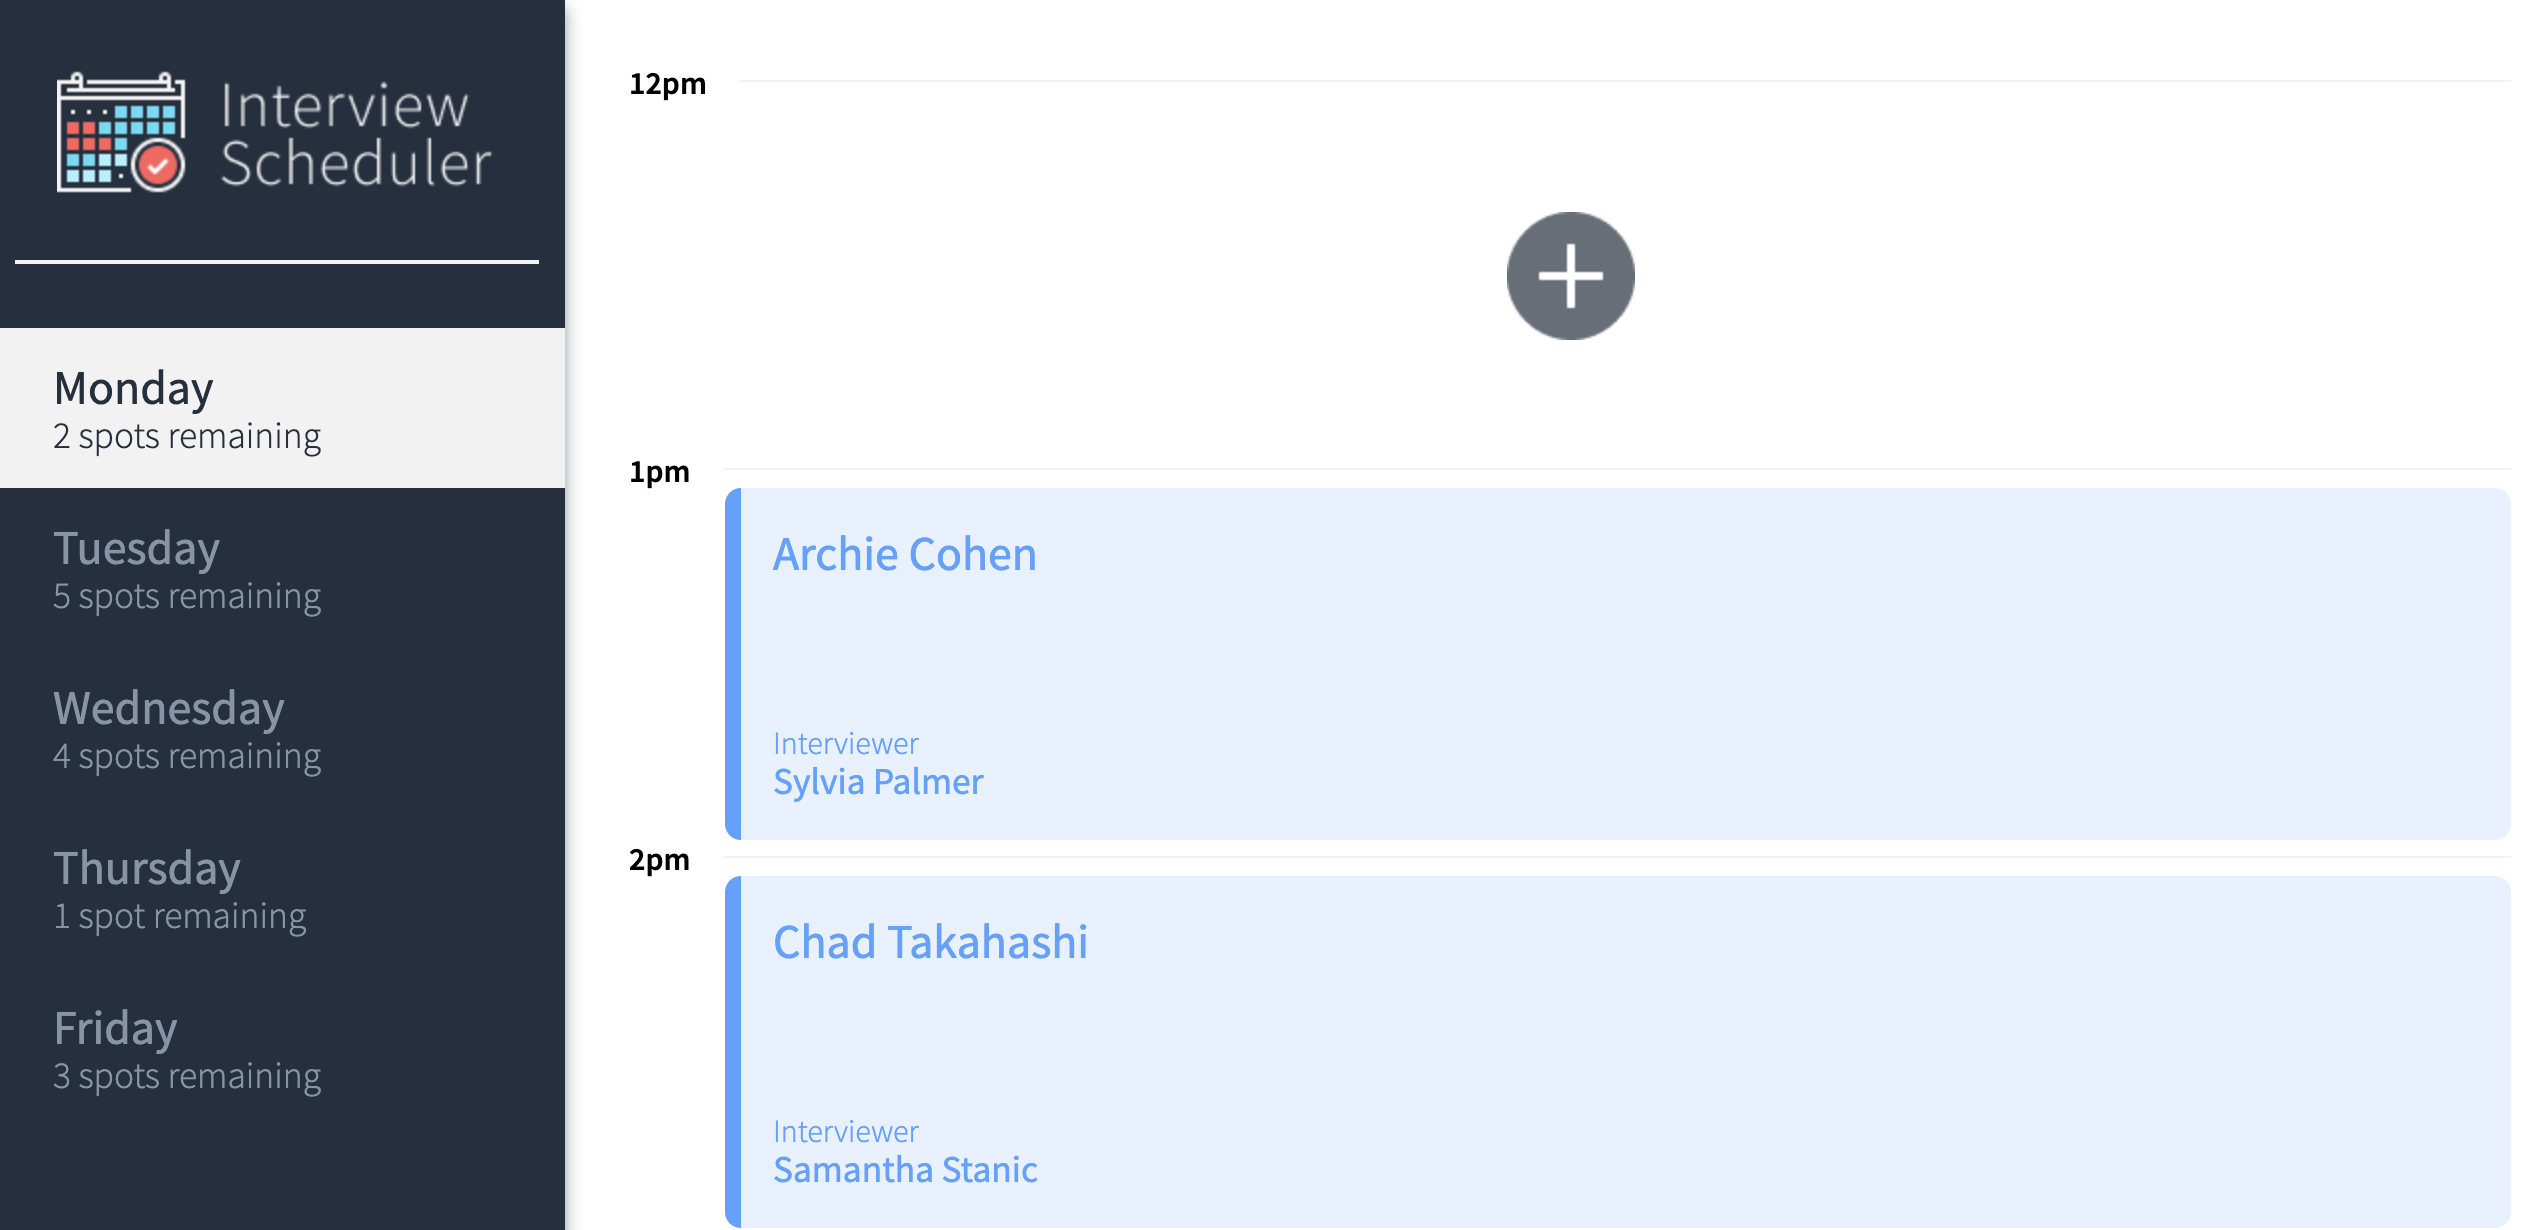 Interview
Scheduler
Monday
2 spots remaining
Tuesday
5 spots remaining
Wednesday
4 spots remaining
Thursday
1 spot remaining
Friday
3 spots remaining
12pm
1pm
Archie Cohen
Interviewer
Sylvia Palmer
2pm
Chad Takahashi
Interviewer
Samantha Stanic